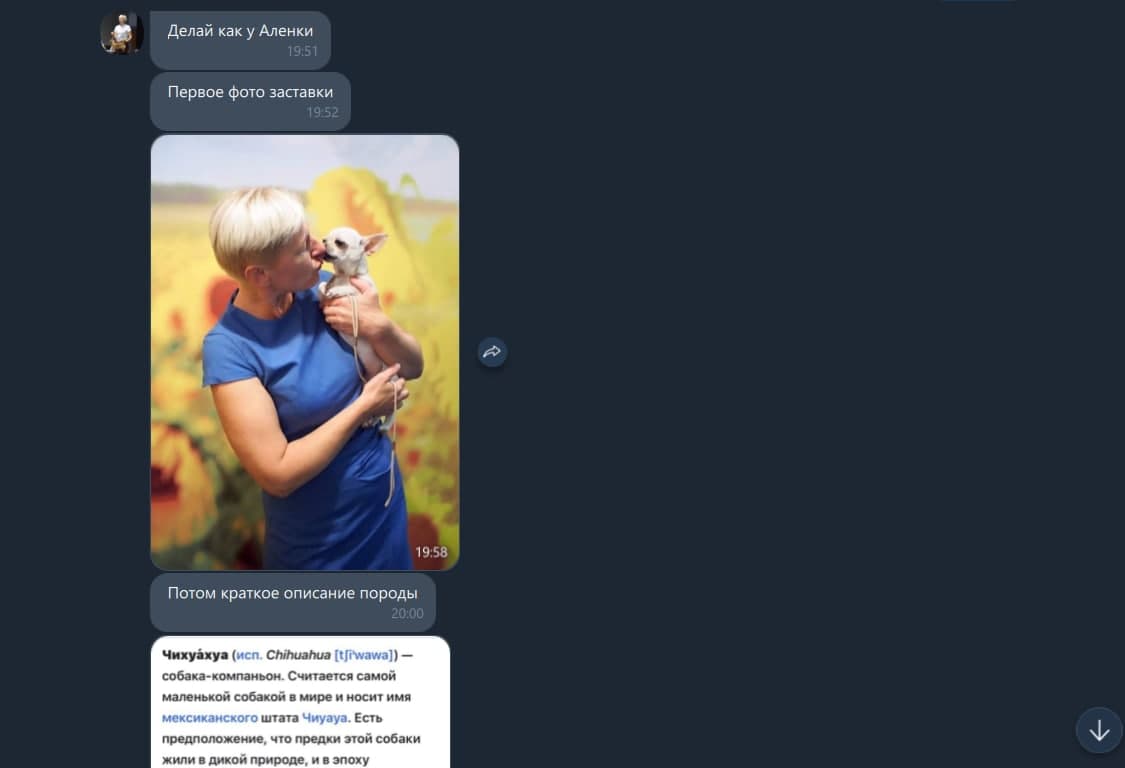 Делай как у Аленки
19:51
Первое фото заставки
19:52
19:58
Потом краткое описание породы
20:00
Чихуа́хуа (исп. Chihuahua [tʃiˈwawa]) —
собака-компаньон. Считается самой
маленькой собакой в мире и носит имя
мексиканского штата Чиуауа. Есть
предположение, что предки этой собаки
жили в дикой природе, и в эпоху